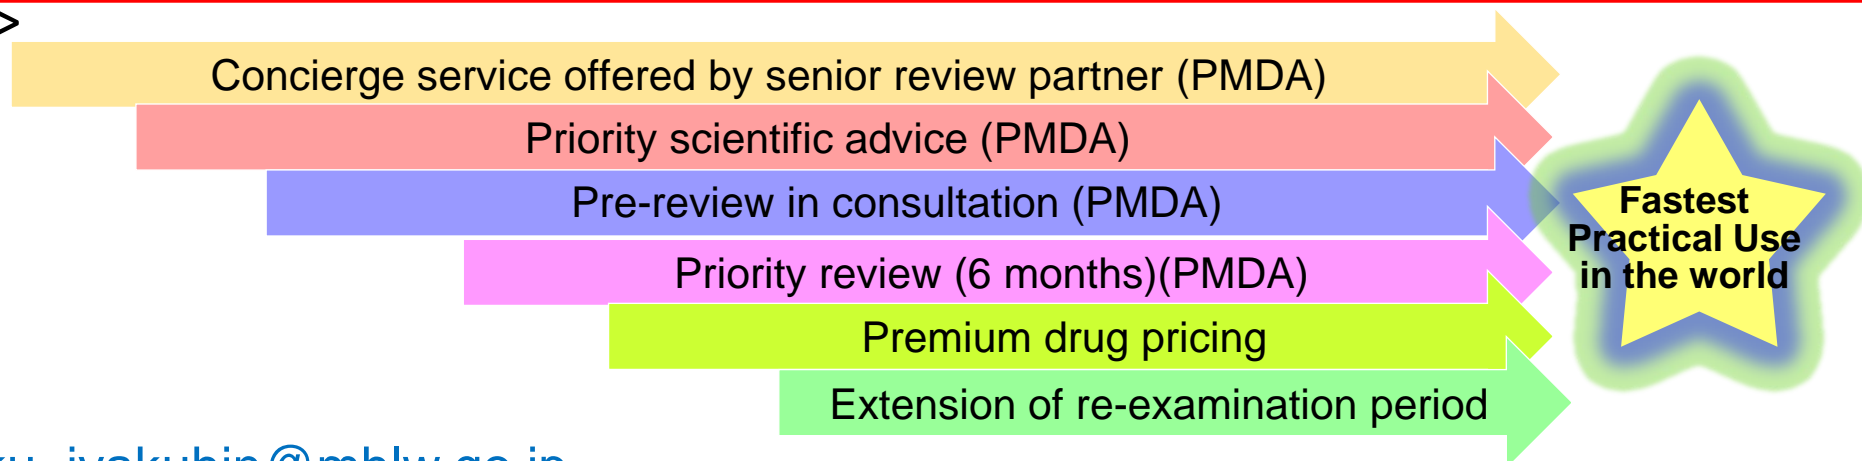 >
Concierge service offered by senior review partner (PMDA)
Priority scientific advice (PMDA)
Pre-review in consultation (PMDA)
Priority review (6 months)(PMDA)
Premium drug pricing
Extension of re-examination period
Fastest
Practical Use
in the world